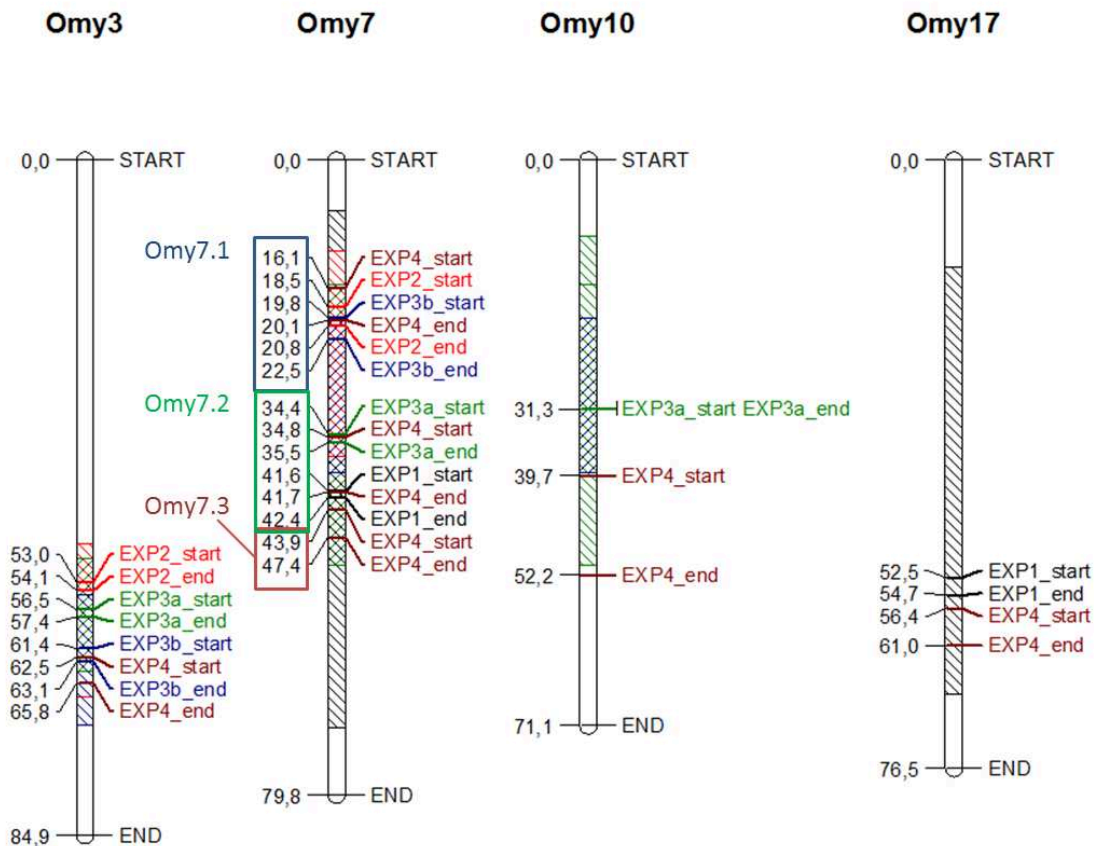 Omy3 Omy7 Omy10 Omy17
0,0 START
53,0 EXP2_start
54,1 EXP2_end
56,5 EXP3a_start
57,4 EXP3a_end
61,4 EXP3b_start
62,5 EXP4_start
63,1 EXP3b_end
65,8 EXP4_end
84,9 END
0,0 START
Omy7.1
16,1 EXP4_start
18,5 EXP2_start
19,8 EXP3b_start
20,1 EXP4_end
20,8 EXP2_end
22,5 EXP3b_end
Omy7.2
34,4 EXP3a_start
34,8 EXP4_start
35,5 EXP3a_end
41,6 EXP1_start
41,7 EXP4_end
42,4 EXP1_end
Omy7.3
43,9 EXP4_start
47,4 EXP4_end
79,8 END
0,0 START
31,3 EXP3a_start EXP3a_end
39,7 EXP4_start
52,2 EXP4_end
71,1 END
0,0 START
52,5 EXP1_start
54,7 EXP1_end
56,4 EXP4_start
61,0 EXP4_end
76,5 END